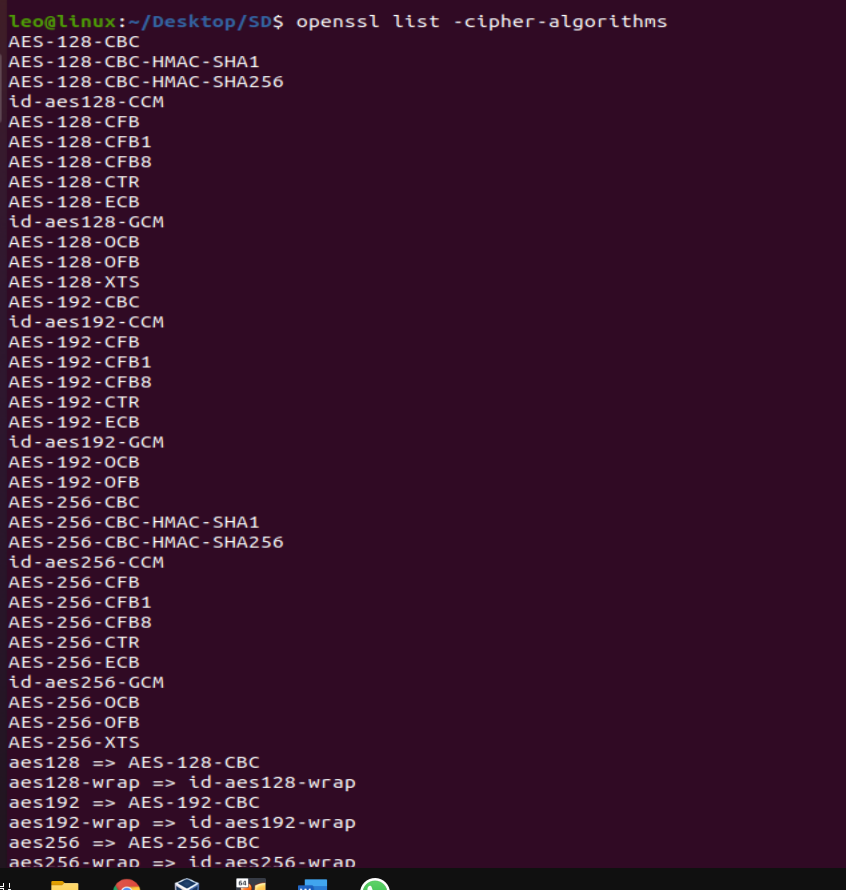 leo@linux:~/Desktop/SD$ openssl list -cipher-algorithms
AES-128-CBC
AES-128-CBC-HMAC-SHA1
AES-128-CBC-HMAC-SHA256
id-aes128-CCM
AES-128-CFB
AES-128-CFB1
AES-128-CFB8
AES-128-CTR
AES-128-ECB
id-aes128-GCM
AES-128-OCB
AES-128-OFB
AES-128-XTS
AES-192-CBC
id-aes192-CCM
AES-192-CFB
AES-192-CFB1
AES-192-CFB8
AES-192-CTR
AES-192-ECB
id-aes192-GCM
AES-192-OCB
AES-192-OFB
AES-256-CBC
AES-256-CBC-HMAC-SHA1
AES-256-CBC-HMAC-SHA256
id-aes256-CCM
AES-256-CFB
AES-256-CFB1
AES-256-CFB8
AES-256-CTR
AES-256-ECB
id-aes256-GCM
AES-256-OCB
AES-256-OFB
AES-256-XTS
aes128 => AES-128-CBC
aes128-wrap => id-aes128-wrap
aes192 => AES-192-CBC
aes192-wrap => id-aes192-wrap
aes256 => AES-256-CBC
aes256-wrap => id-aes256-wrap
64